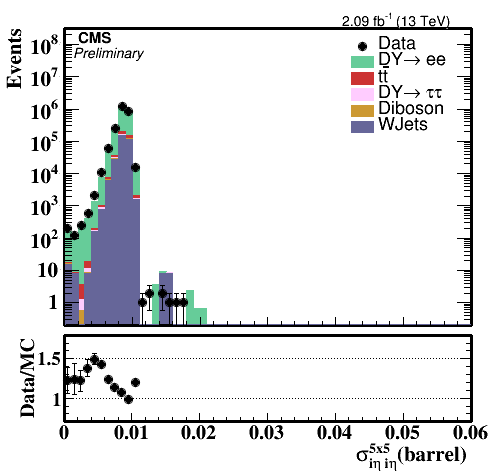 2.09 fb⁻¹ (13 TeV)
CMS
Preliminary
Events
10⁸
10⁷
10⁶
10⁵
10⁴
10³
10²
10
1
Data
DY→ ee
tt̄
DY→ ττ
Diboson
WJets
Data/MC
1.5
1
0 0.01 0.02 0.03 0.04 0.05 0.06
σ⁵ˣ⁵iη iη (barrel)